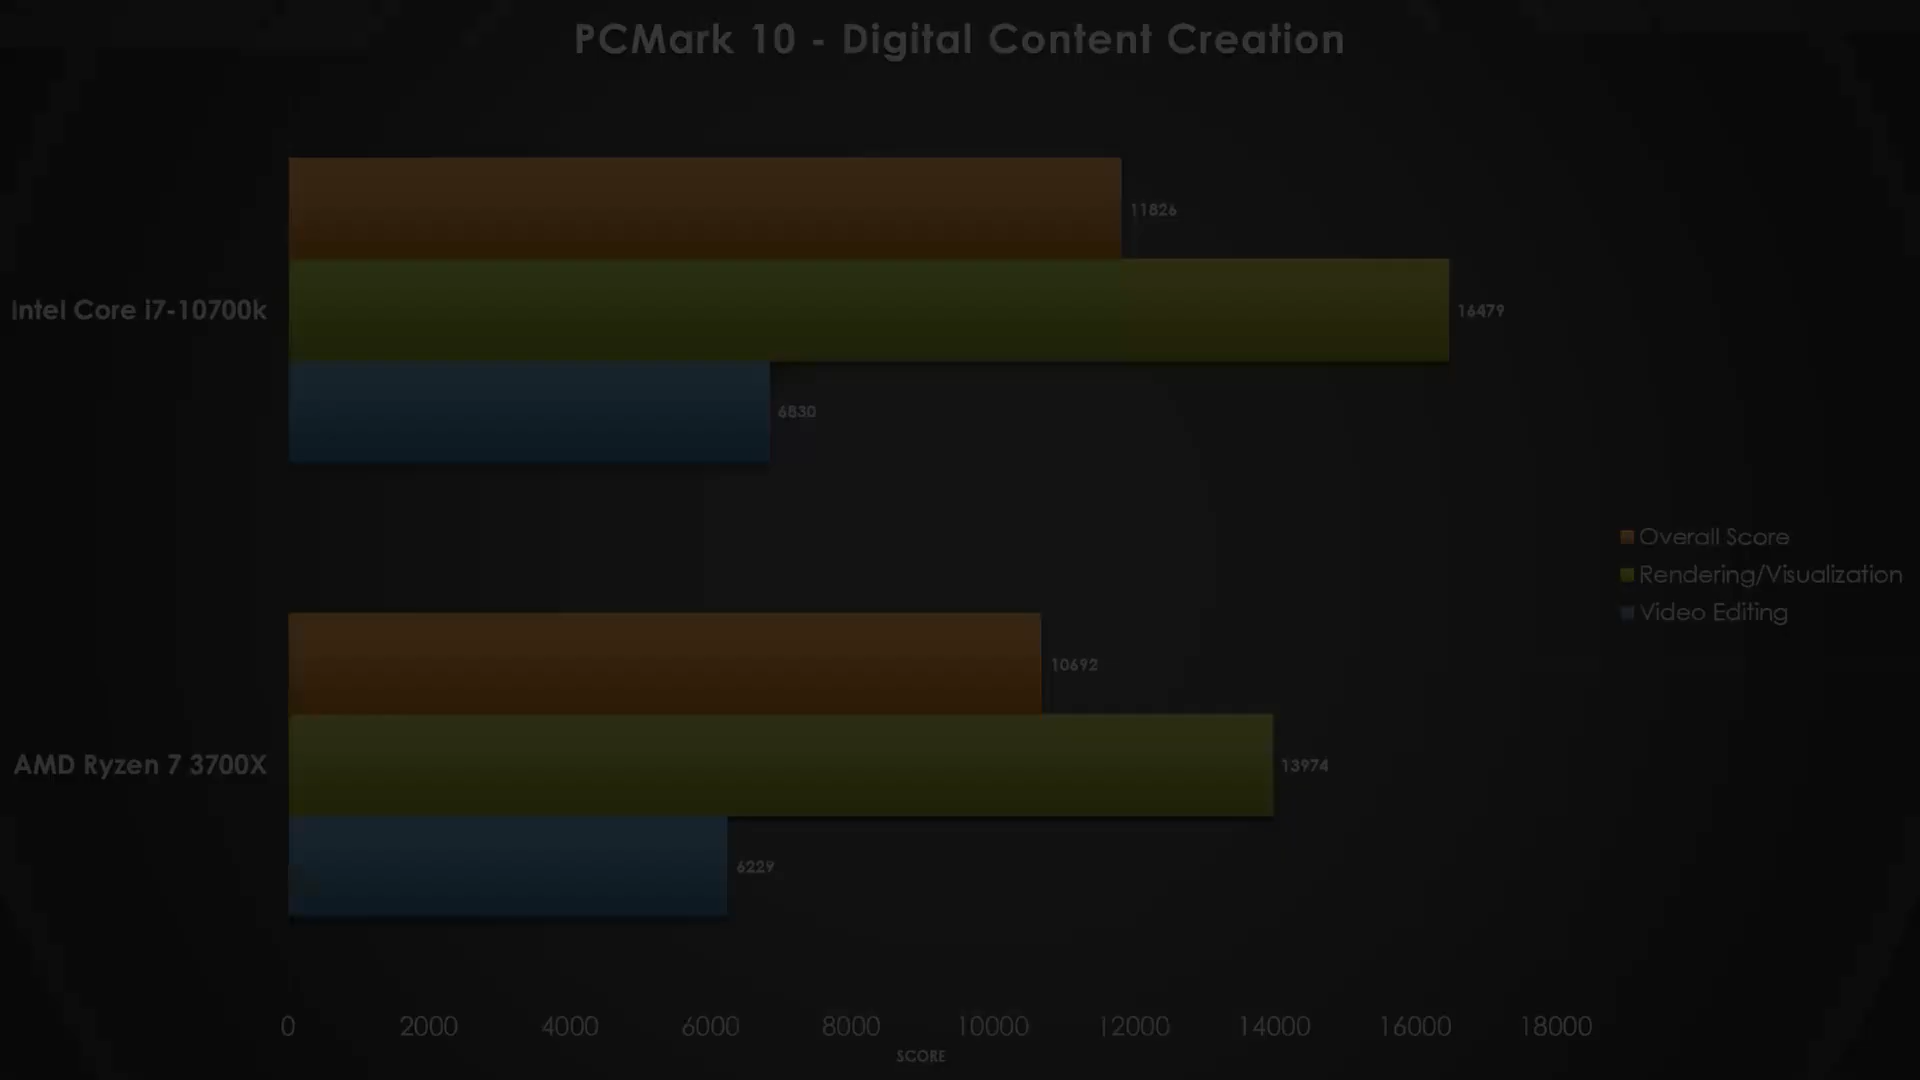 PCMark 10 - Digital Content Creation
11826
Intel Core i7-10700k
16479
6830
Overall Score
Rendering/Visualization
Video Editing
10692
AMD Ryzen 7 3700X
13974
6229
0 2000 4000 6000 8000 10000 12000 14000 16000 18000
SCORE